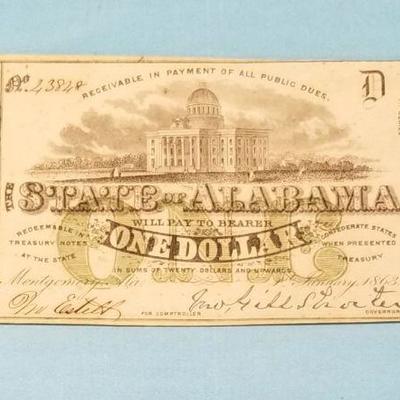 No. 43848
RECEIVABLE IN PAYMENT OF ALL PUBLIC DUES.
D
THE STATE OF ALABAMA
WILL PAY TO BEARER
ONE DOLLAR
REDEEMABLE IN
TREASURY NOTES
AT THE STATE
CONFEDERATE STATES
WHEN PRESENTED
TREASURY
IN SUMS OF TWENTY DOLLARS AND UPWARDS.
Montgomery, Ala January 1863
FOR COMPTROLLER
GOVERNOR